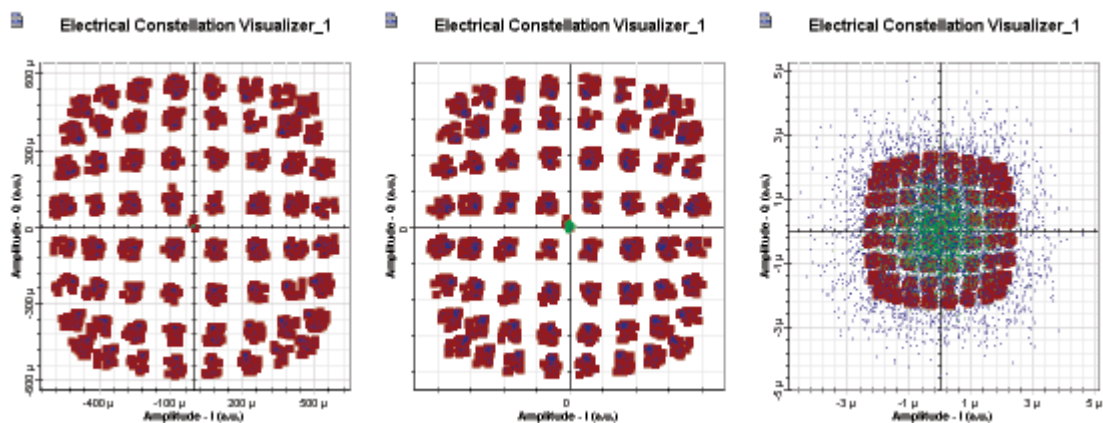 Electrical Constellation Visualizer_1
Amplitude - Q (a.u.)
600 µ
300 µ
0
-300 µ
-600 µ
-400 µ
-100 µ
200 µ
500 µ
Amplitude - I (a.u.)
Electrical Constellation Visualizer_1
Amplitude - Q (a.u.)
0
0
Amplitude - I (a.u.)
Electrical Constellation Visualizer_1
Amplitude - Q (a.u.)
5 µ
3 µ
1 µ
-1 µ
-3 µ
-5 µ
-3 µ
-1 µ
1 µ
3 µ
5 µ
Amplitude - I (a.u.)